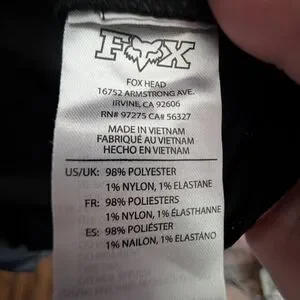 FOX
FOX HEAD
16752 ARMSTRONG AVE.
IRVINE, CA 92606
RN# 97275 CA# 56327
MADE IN VIETNAM
FABRIQUÉ AU VIETNAM
HECHO EN VIETNAM
US/UK: 98% POLYESTER
1% NYLON, 1% ELASTANE
FR: 98% POLIESTERS
1% NYLON, 1% ÉLASTHANNE
ES: 98% POLIÉSTER
1% NAILON, 1% ELASTÁNO